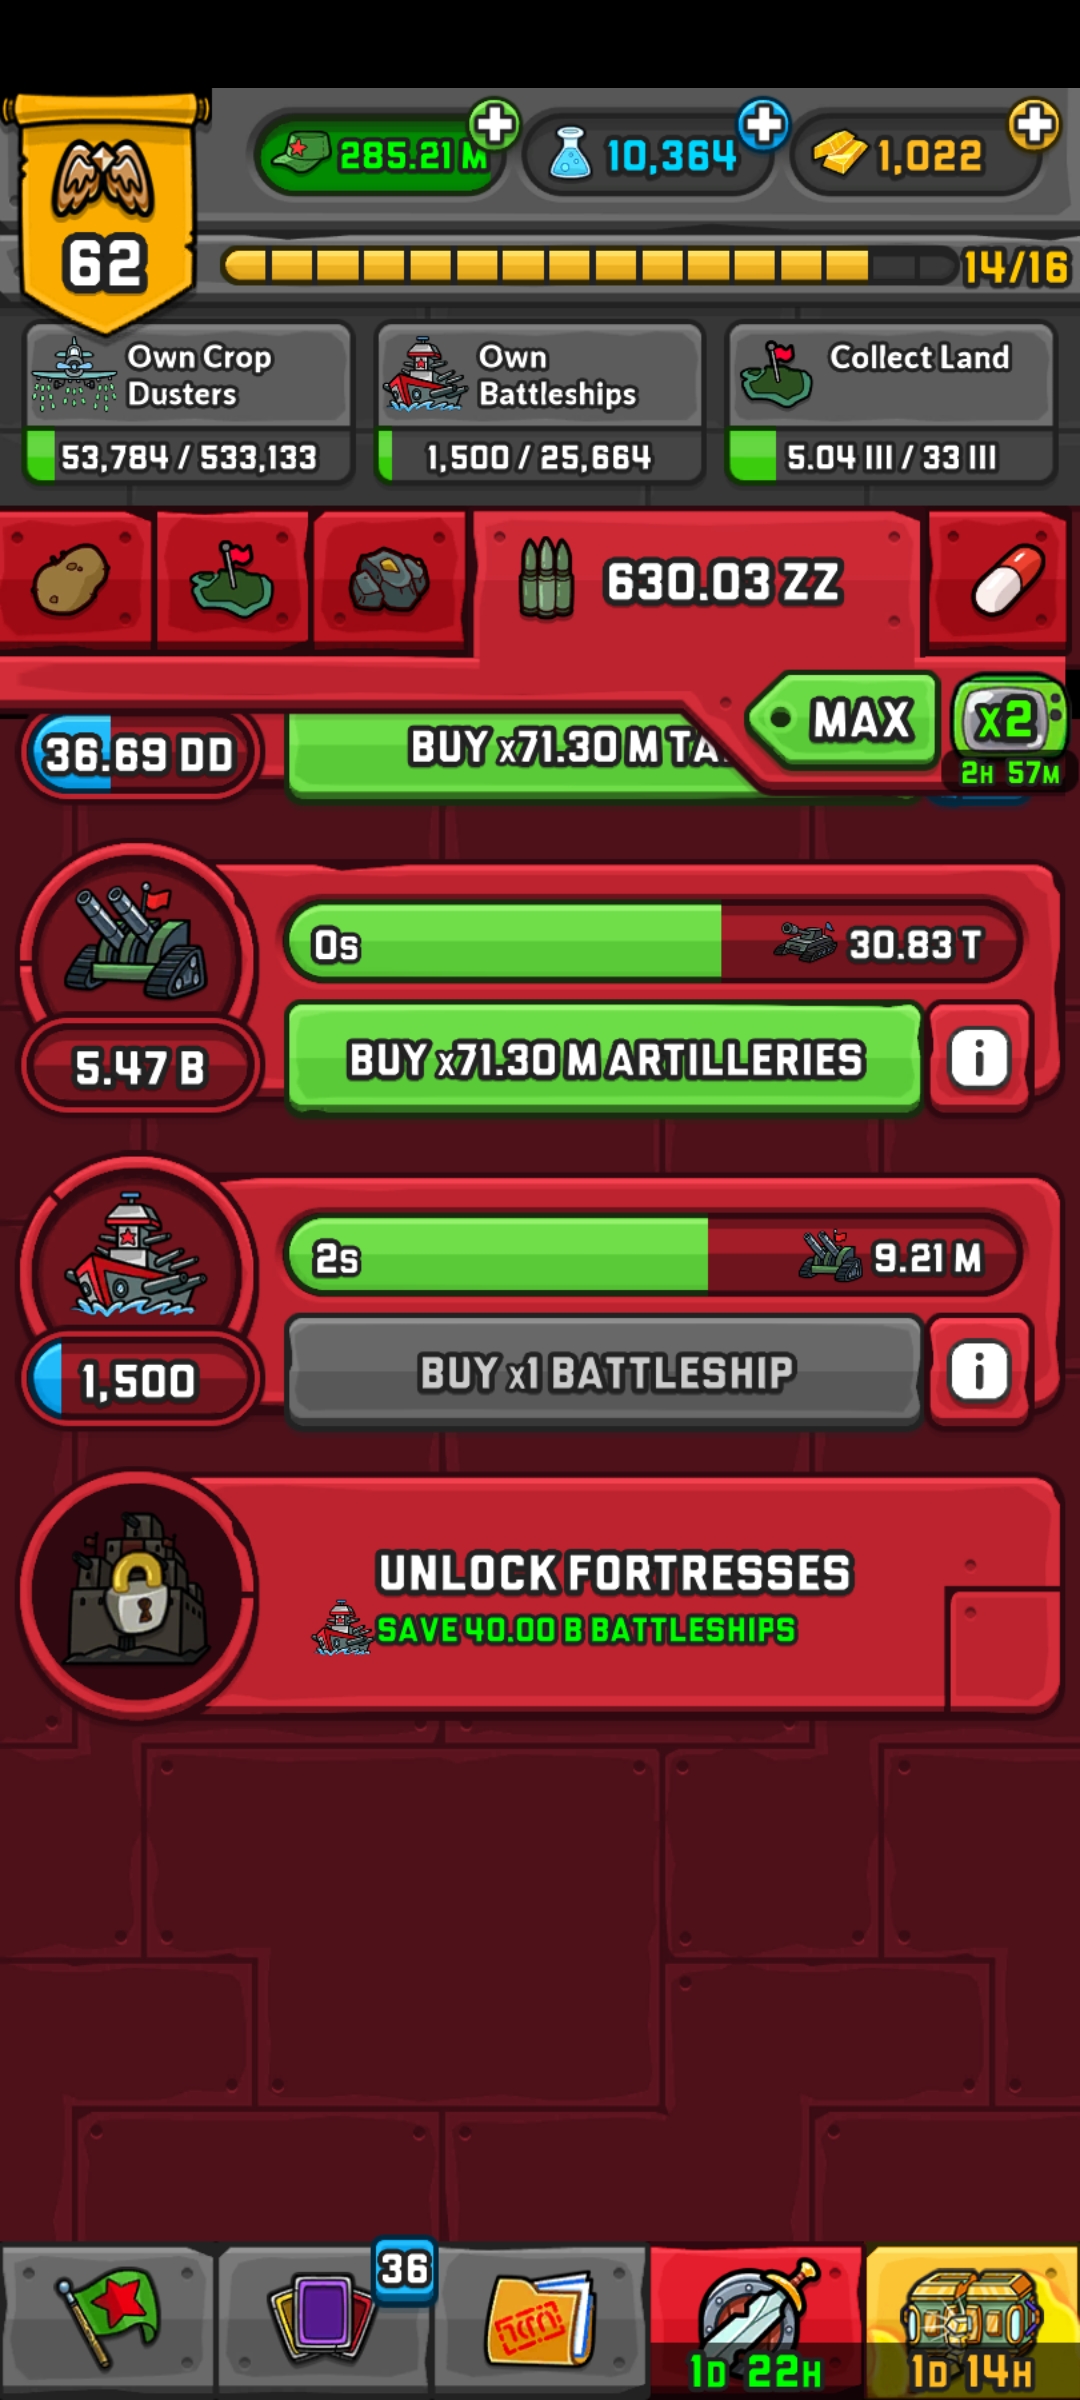 285.21 M
10,364
1,022
62
14/16
Own Crop
Dusters
53,784 / 533,133
Own
Battleships
1,500 / 25,664
Collect Land
5.04 III / 33 III
630.03 ZZ
MAX
x2
2H 57M
36.69 DD
BUY x71.30 M TA
0s
30.83 T
5.47 B
BUY x71.30 M ARTILLERIES
i
2s
9.21 M
1,500
BUY x1 BATTLESHIP
i
UNLOCK FORTRESSES
SAVE 40.00 B BATTLESHIPS
36
1D 22H
1D 14H